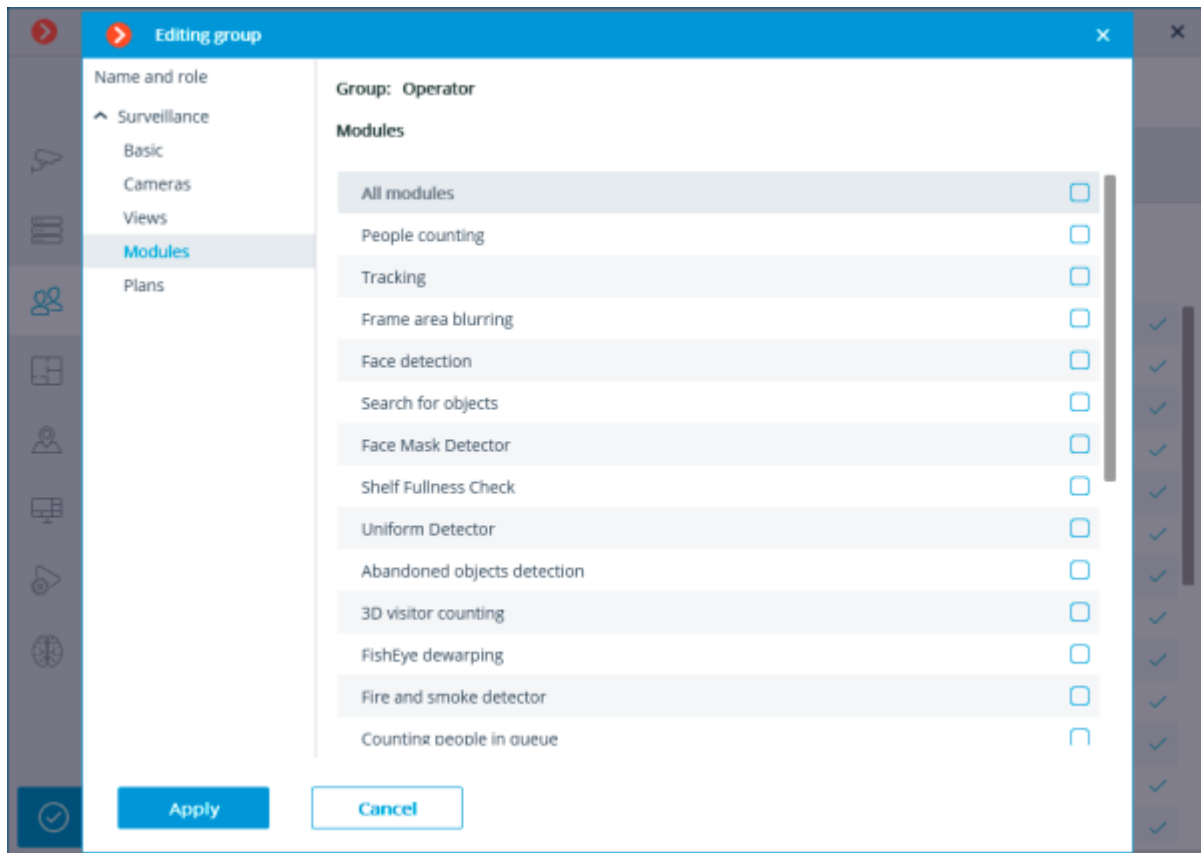 Editing group
Name and role
Surveillance
Basic
Cameras
Views
Modules
Plans
Group: Operator
Modules
All modules
People counting
Tracking
Frame area blurring
Face detection
Search for objects
Face Mask Detector
Shelf Fullness Check
Uniform Detector
Abandoned objects detection
3D visitor counting
FishEye dewarping
Fire and smoke detector
Counting people in queue
Apply
Cancel